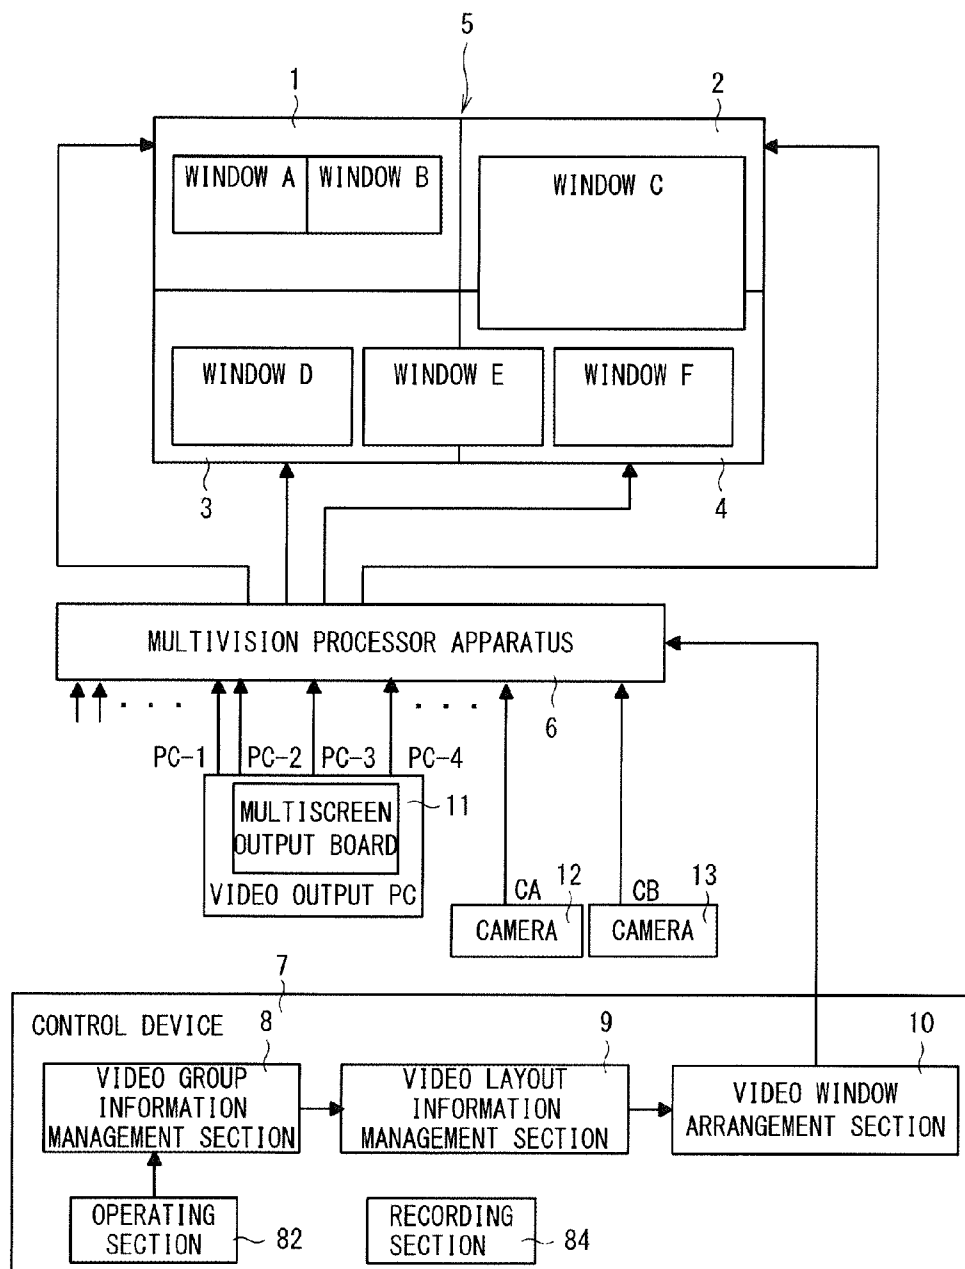 5
1
2
WINDOW A
WINDOW B
WINDOW C
WINDOW D
WINDOW E
WINDOW F
3
4
MULTIVISION PROCESSOR APPARATUS
. . .
. . .
6
PC-1
PC-2
PC-3
PC-4
MULTISCREEN
OUTPUT BOARD
11
VIDEO OUTPUT PC
CA
12
CB
13
CAMERA
CAMERA
7
CONTROL DEVICE
8
9
10
VIDEO GROUP
INFORMATION
MANAGEMENT SECTION
VIDEO LAYOUT
INFORMATION
MANAGEMENT SECTION
VIDEO WINDOW
ARRANGEMENT SECTION
OPERATING
SECTION
82
RECORDING
SECTION
84